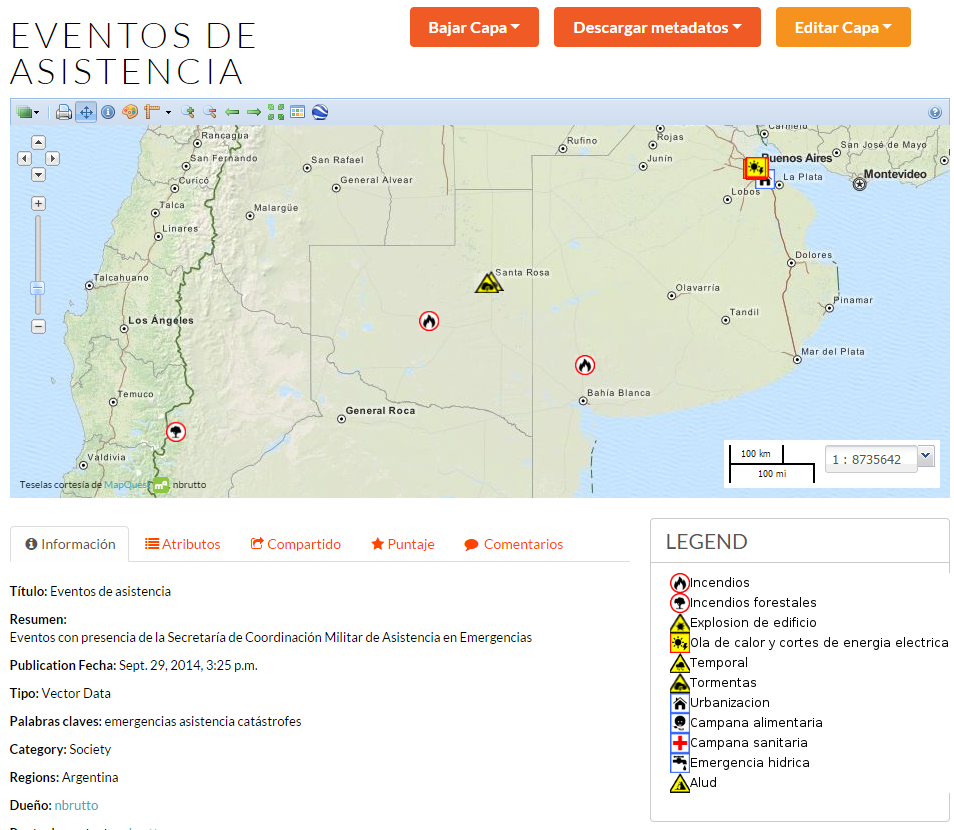 EVENTOS DE
ASISTENCIA
Bajar Capa
Descargar metadatos
Editar Capa
Rancagua
San Fernando
Curicó
Talca
Linares
Talcahuano
Los Ángeles
Temuco
Valdivia
San Rafael
General Alvear
Malargüe
Santa Rosa
General Roca
Bahía Blanca
Rufino
Rojas
Junín
Carmelo
Buenos Aires
San José de Mayo
La Plata
Montevideo
Lobos
Dolores
Olavarría
Pinamar
Tandil
Mar del Plata
100 km
100 mi
1 : 8735642
Teselas cortesía de MapQuest
nbrutto
Información
Atributos
Compartido
Puntaje
Comentarios
Título: Eventos de asistencia
Resumen:
Eventos con presencia de la Secretaría de Coordinación Militar de Asistencia en Emergencias
Publication Fecha: Sept. 29, 2014, 3:25 p.m.
Tipo: Vector Data
Palabras claves: emergencias asistencia catástrofes
Category: Society
Regions: Argentina
Dueño: nbrutto
LEGEND
Incendios
Incendios forestales
Explosion de edificio
Ola de calor y cortes de energia electrica
Temporal
Tormentas
Urbanizacion
Campana alimentaria
Campana sanitaria
Emergencia hidrica
Alud